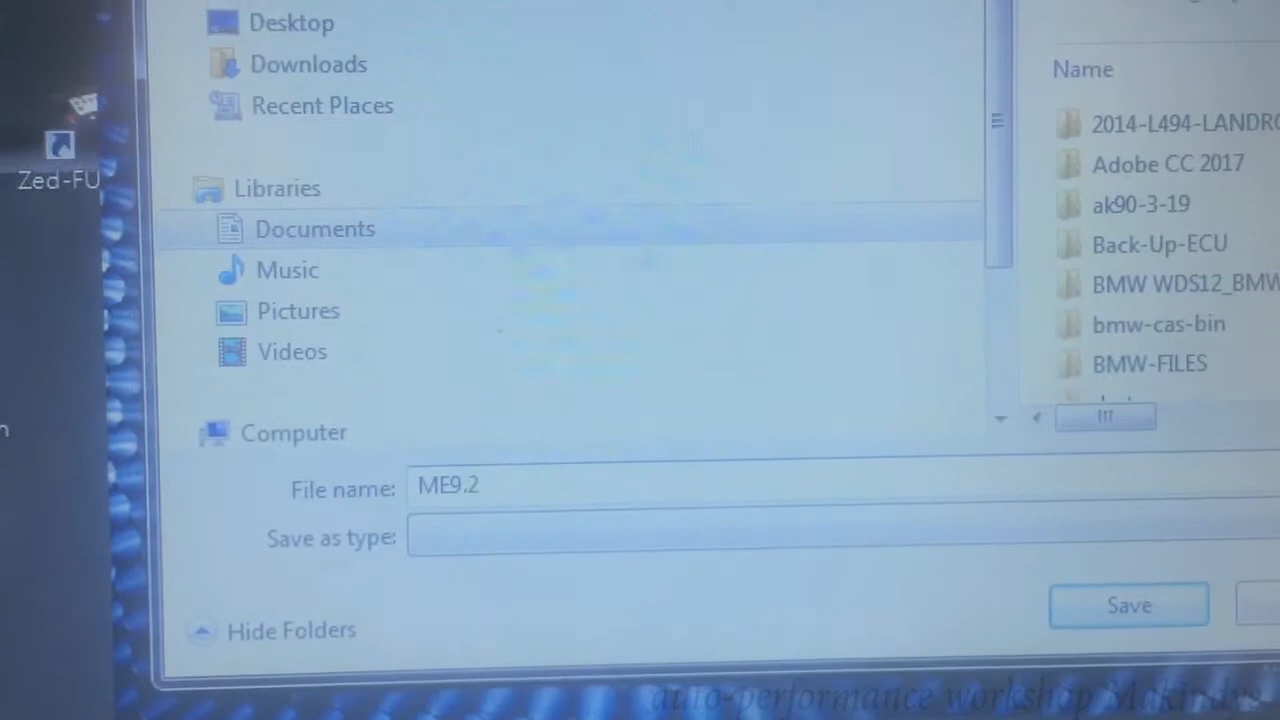 Desktop
Downloads
Recent Places
Zed-FU
Libraries
Documents
Music
Pictures
Videos
Computer
Name
2014-L494-LANDRO
Adobe CC 2017
ak90-3-19
Back-Up-ECU
BMW WDS12_BMW
bmw-cas-bin
BMW-FILES
File name: ME9.2
Save as type:
Save
Hide Folders
auto-performance workshop Makindye